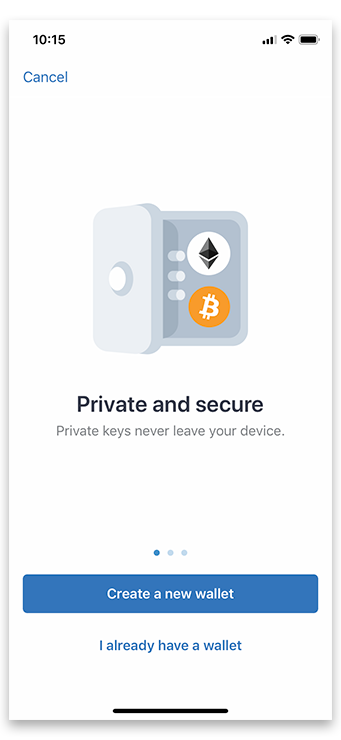 10:15
Cancel
Private and secure
Private keys never leave your device.
Create a new wallet
I already have a wallet